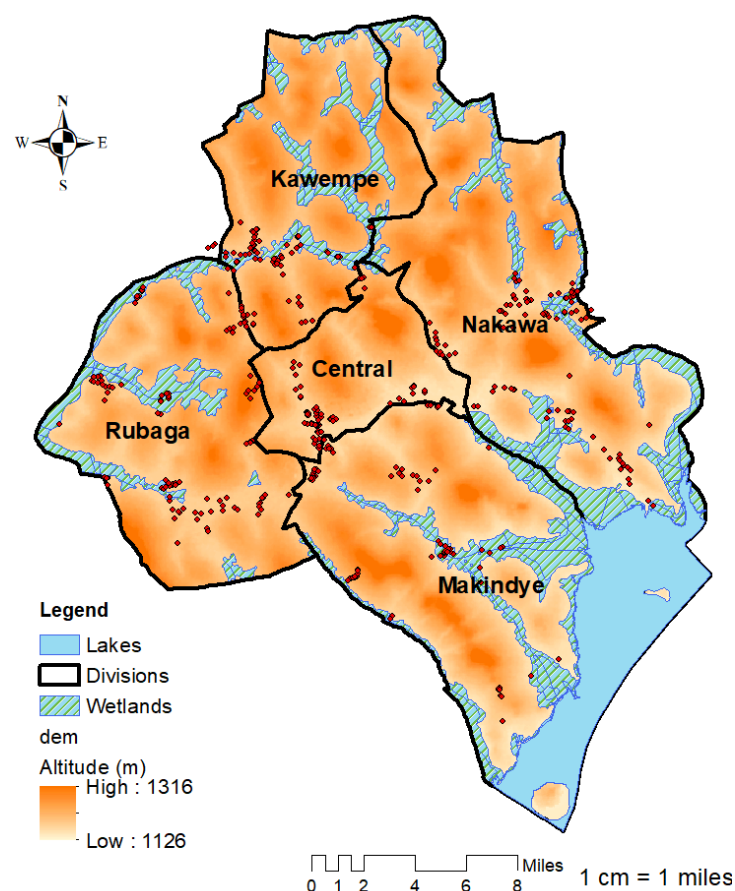 N
W E
S
Kawempe
Nakawa
Central
Rubaga
Makindye
Legend
Lakes
Divisions
Wetlands
dem
Altitude (m)
High : 1316
Low : 1126
Miles
0 1 2 4 6 8
1 cm = 1 miles